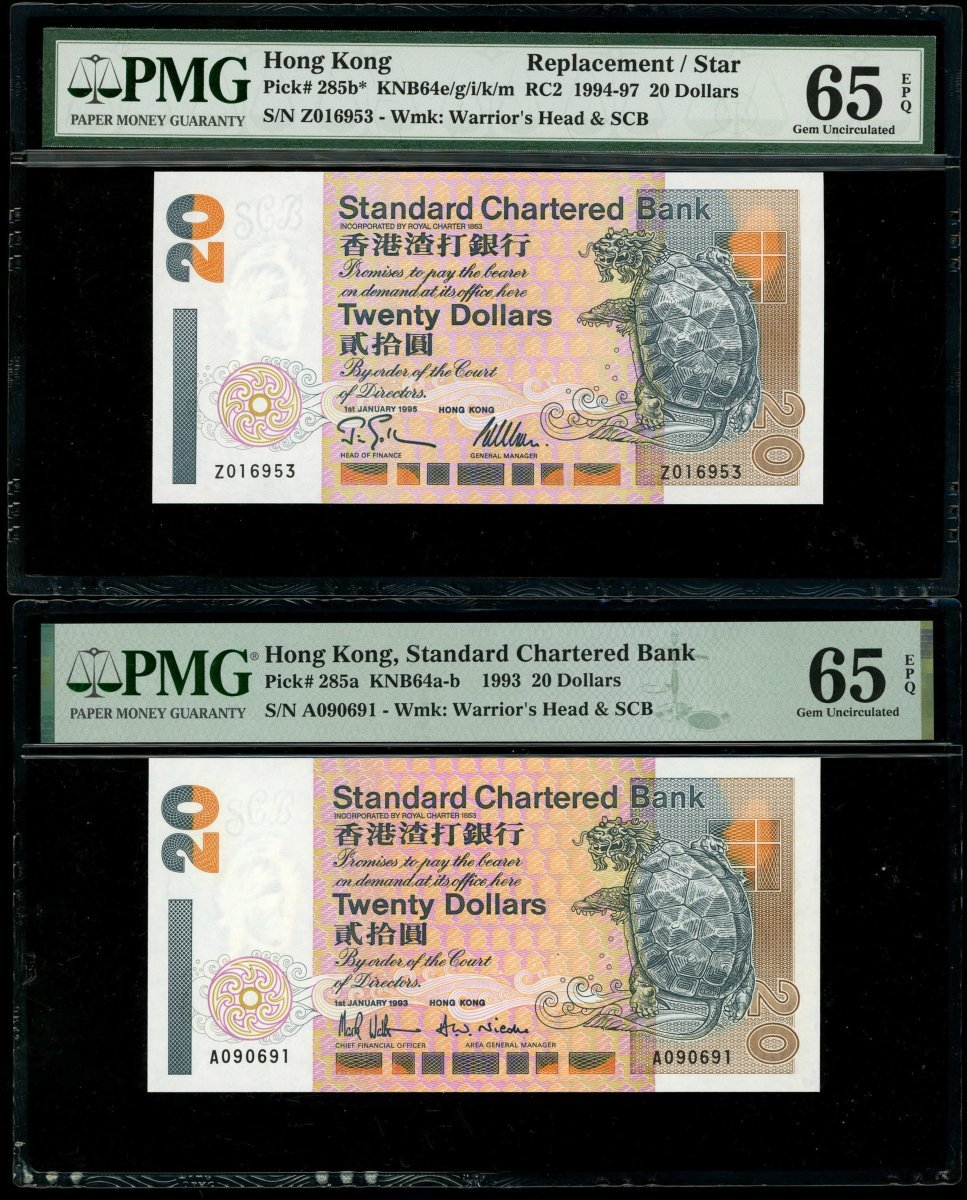 PMG
PAPER MONEY GUARANTY
Hong Kong Replacement / Star
Pick# 285b* KNB64e/g/i/k/m RC2 1994-97 20 Dollars
S/N Z016953 - Wmk: Warrior's Head & SCB
65 EPQ
Gem Uncirculated
20
SCB
Standard Chartered Bank
INCORPORATED BY ROYAL CHARTER 1853
香港渣打銀行
Promises to pay the bearer
on demand at its office here
Twenty Dollars
貳拾圓
By order of the Court
of Directors.
1st JANUARY 1995 HONG KONG
HEAD OF FINANCE GENERAL MANAGER
Z016953 Z016953
20
PMG®
PAPER MONEY GUARANTY
Hong Kong, Standard Chartered Bank
Pick# 285a KNB64a-b 1993 20 Dollars
S/N A090691 - Wmk: Warrior's Head & SCB
65 EPQ
Gem Uncirculated
20
SCB
Standard Chartered Bank
INCORPORATED BY ROYAL CHARTER 1853
香港渣打銀行
Promises to pay the bearer
on demand at its office here
Twenty Dollars
貳拾圓
By order of the Court
of Directors.
1st JANUARY 1993 HONG KONG
CHIEF FINANCIAL OFFICER AREA GENERAL MANAGER
A090691 A090691
20